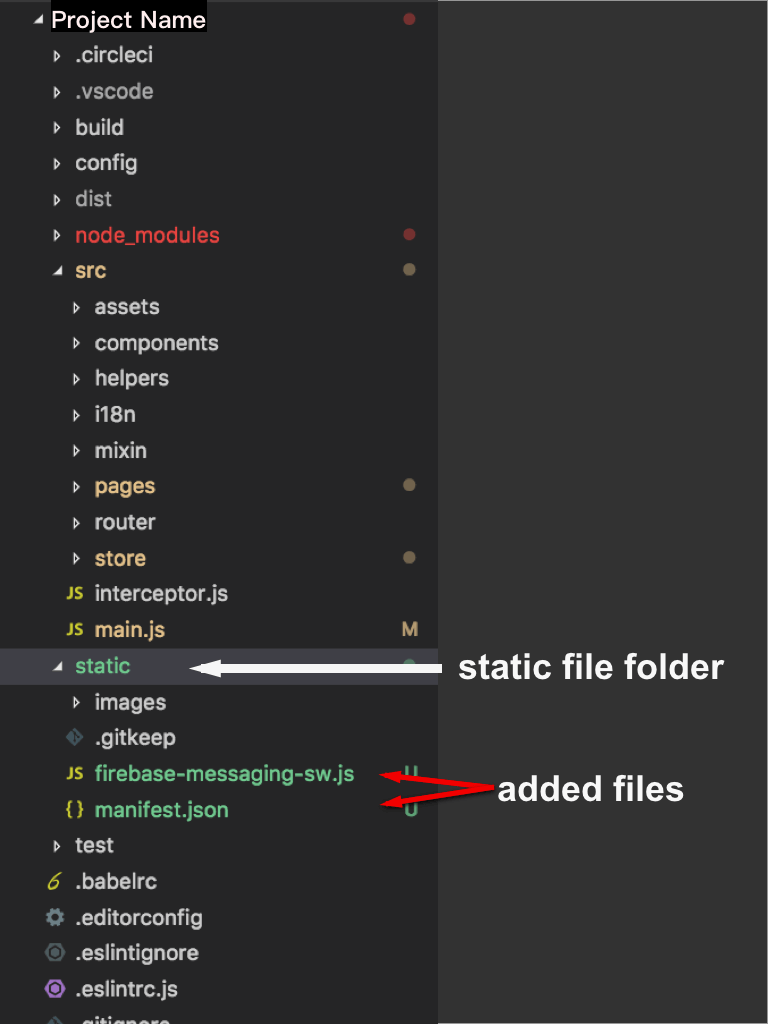 Project Name
.circleci
.vscode
build
config
dist
node_modules
src
assets
components
helpers
i18n
mixin
pages
router
store
JS interceptor.js
JS main.js M
static static file folder
images
.gitkeep
JS firebase-messaging-sw.js U
added files
{} manifest.json U
test
6 .babelrc
.editorconfig
.eslintignore
.eslintrc.js
.gitignore